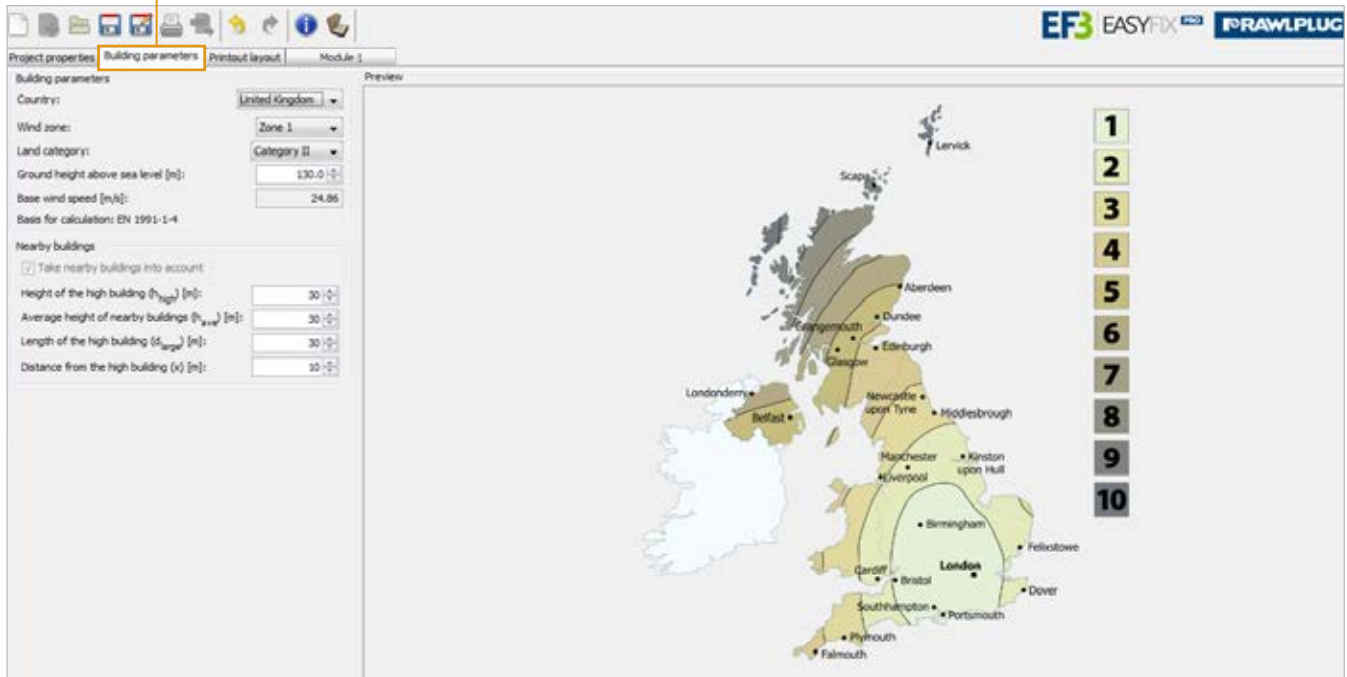 EF3 EASYFIX PRO RAWLPLUG
Project properties Building parameters Printout layout Module 1
Building parameters
Country: United Kingdom
Wind zone: Zone 1
Land category: Category II
Ground height above sea level [m]: 130.0
Base wind speed [m/s]: 24.86
Basis for calculation: EN 1991-1-4
Nearby buildings
Take nearby buildings into account
Height of the high building (hhigh) [m]: 30
Average height of nearby buildings (have) [m]: 30
Length of the high building (dlarge) [m]: 30
Distance from the high building (x) [m]: 10
Preview
Lervick
Scapa
Aberdeen
Dundee
Grangemouth
Edinburgh
Glasgow
Londonderry
Newcastle
upon Tyne
Belfast
Middlesbrough
Manchester
Kinston
upon Hull
Liverpool
Birmingham
Felixstowe
London
Cardiff
Bristol
Dover
Southhampton
Portsmouth
Plymouth
Falmouth
1
2
3
4
5
6
7
8
9
10